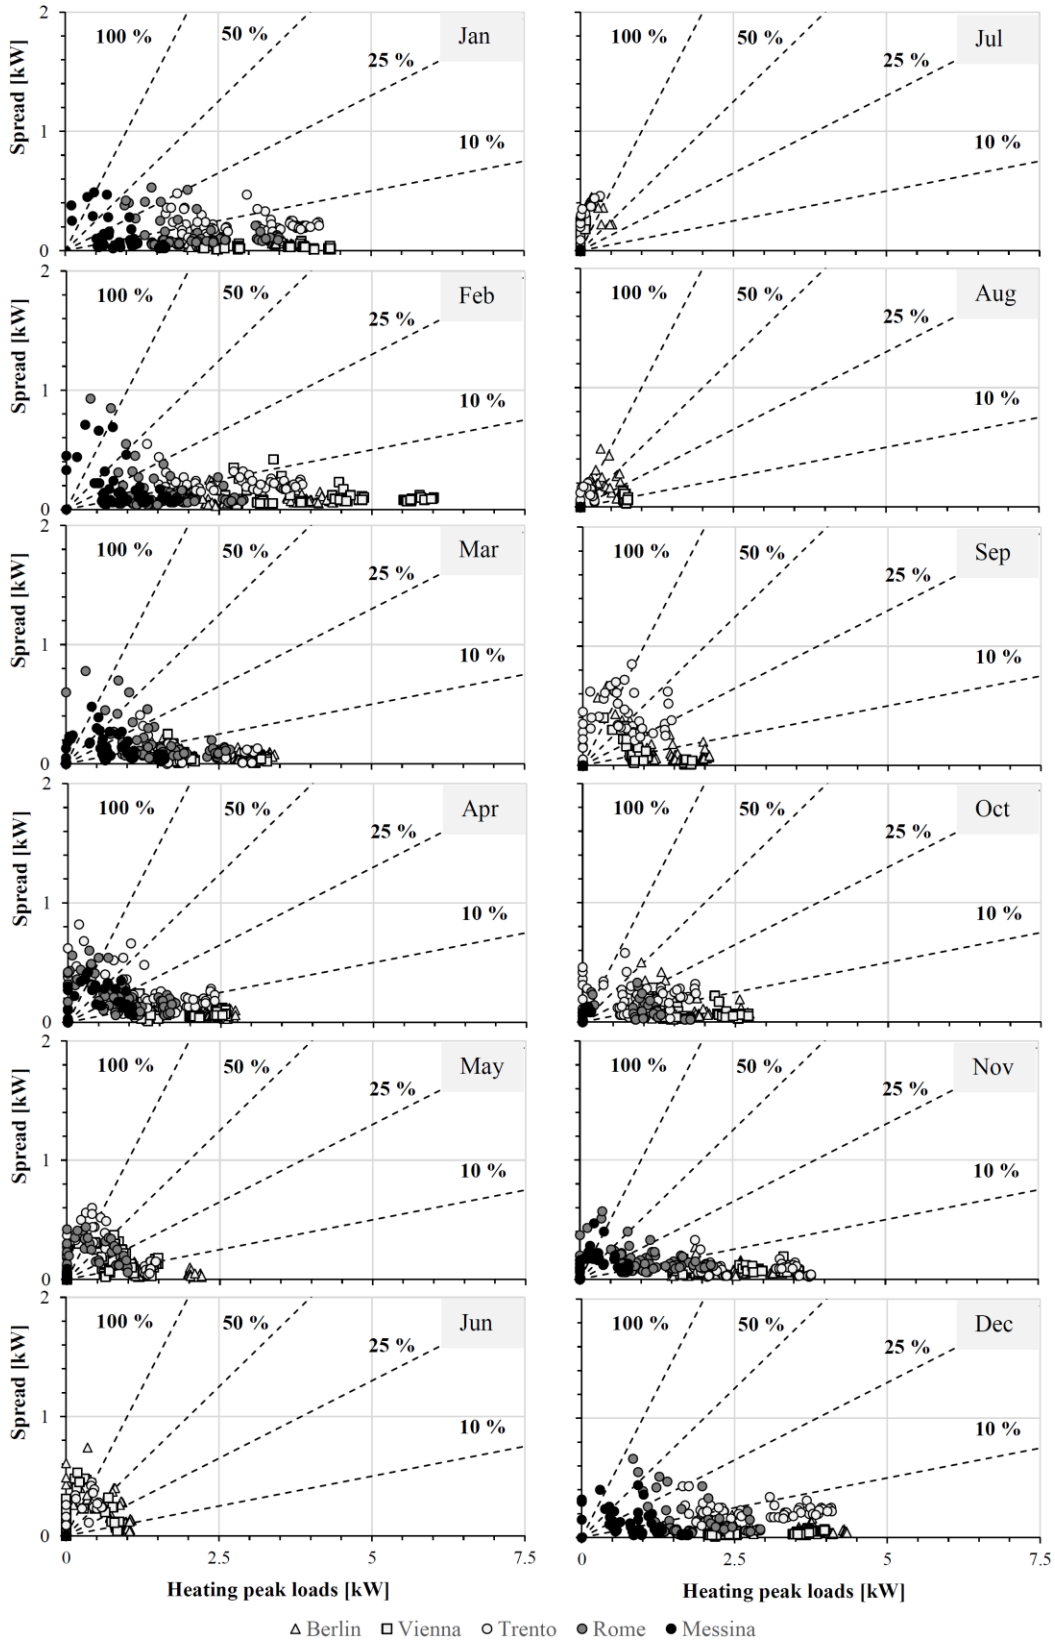 2
100 %
50 %
25 %
Jan
10 %
1
0
Spread [kW]
100 %
50 %
25 %
Jul
10 %
2
100 %
50 %
25 %
Feb
10 %
1
0
Spread [kW]
100 %
50 %
25 %
Aug
10 %
2
100 %
50 %
25 %
Mar
10 %
1
0
Spread [kW]
100 %
50 %
25 %
Sep
10 %
2
100 %
50 %
25 %
Apr
10 %
1
0
Spread [kW]
100 %
50 %
25 %
Oct
10 %
2
100 %
50 %
25 %
May
10 %
1
0
Spread [kW]
100 %
50 %
25 %
Nov
10 %
2
100 %
50 %
25 %
Jun
10 %
1
0
Spread [kW]
100 %
50 %
25 %
Dec
10 %
0 2.5 5 7.5
Heating peak loads [kW]
0 2.5 5 7.5
Heating peak loads [kW]
Berlin Vienna Trento Rome Messina